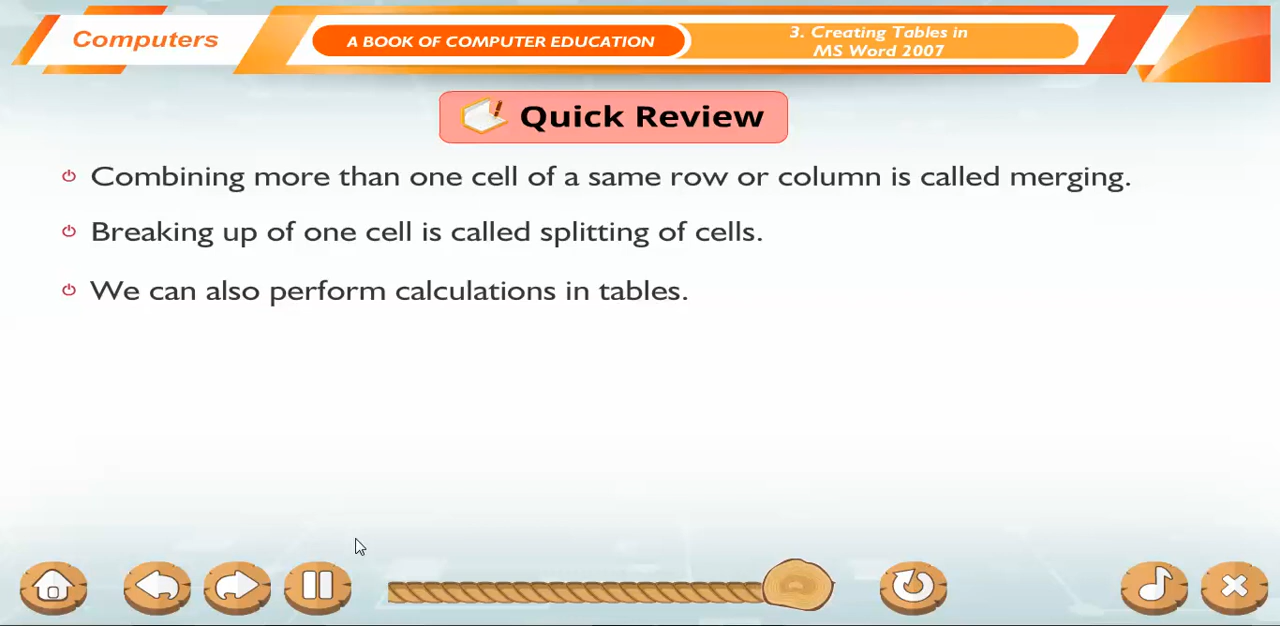 Computers
A BOOK OF COMPUTER EDUCATION
3. Creating Tables in
MS Word 2007
Quick Review
Combining more than one cell of a same row or column is called merging.
Breaking up of one cell is called splitting of cells.
We can also perform calculations in tables.